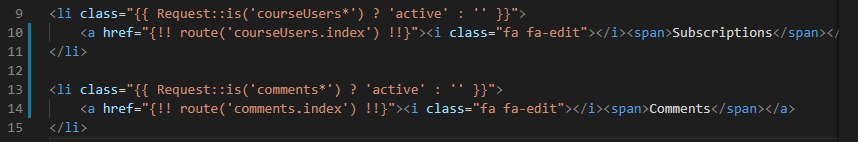 9 <li class="{{ Request::is('courseUsers*') ? 'active' : '' }}">
10 <a href="{!! route('courseUsers.index') !!}"><i class="fa fa-edit"></i><span>Subscriptions</span></
11 </li>
12
13 <li class="{{ Request::is('comments*') ? 'active' : '' }}">
14 <a href="{!! route('comments.index') !!}"><i class="fa fa-edit"></i><span>Comments</span></a>
15 </li>